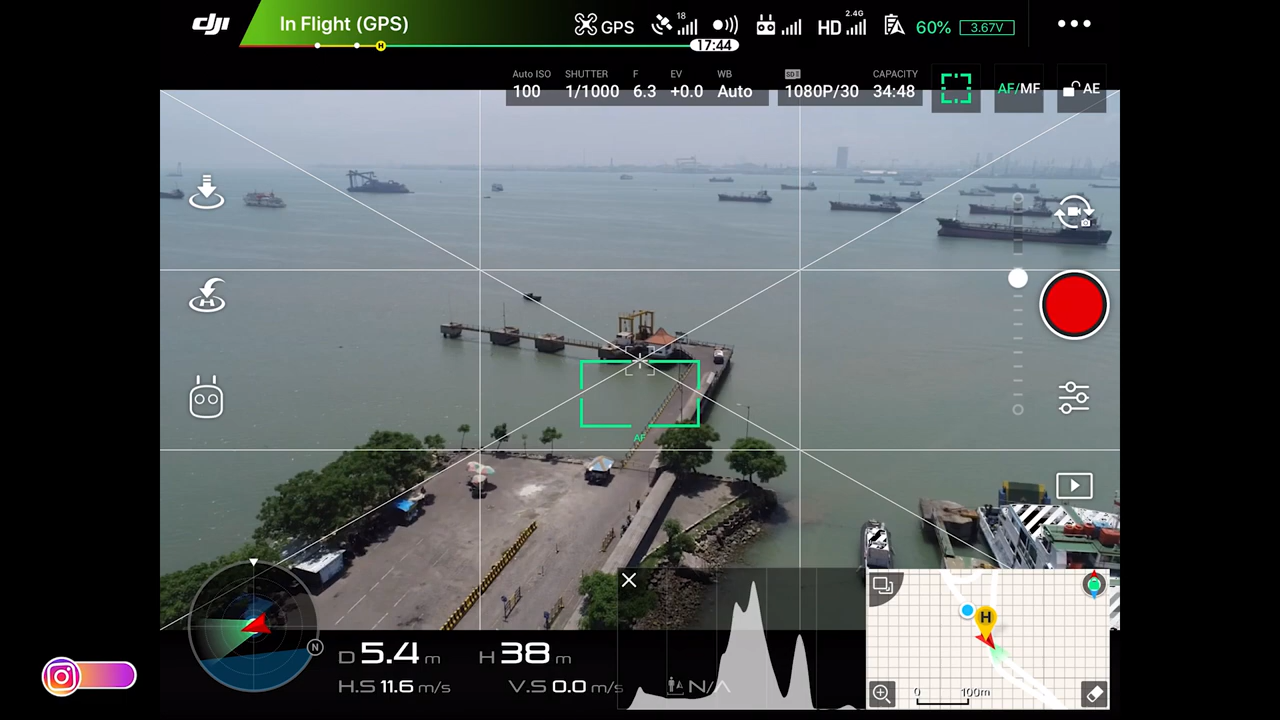 dji In Flight (GPS) GPS 18 HD 2.4G 60% 3.67V
H
17:44
Auto ISO SHUTTER F EV WB SD CAPACITY
100 1/1000 6.3 +0.0 Auto 1080P/30 34:48 AF/MF AE
H
AF
H
N
D 5.4 m H 38 m
H.S 11.6 m/s V.S 0.0 m/s N/A
0 100m